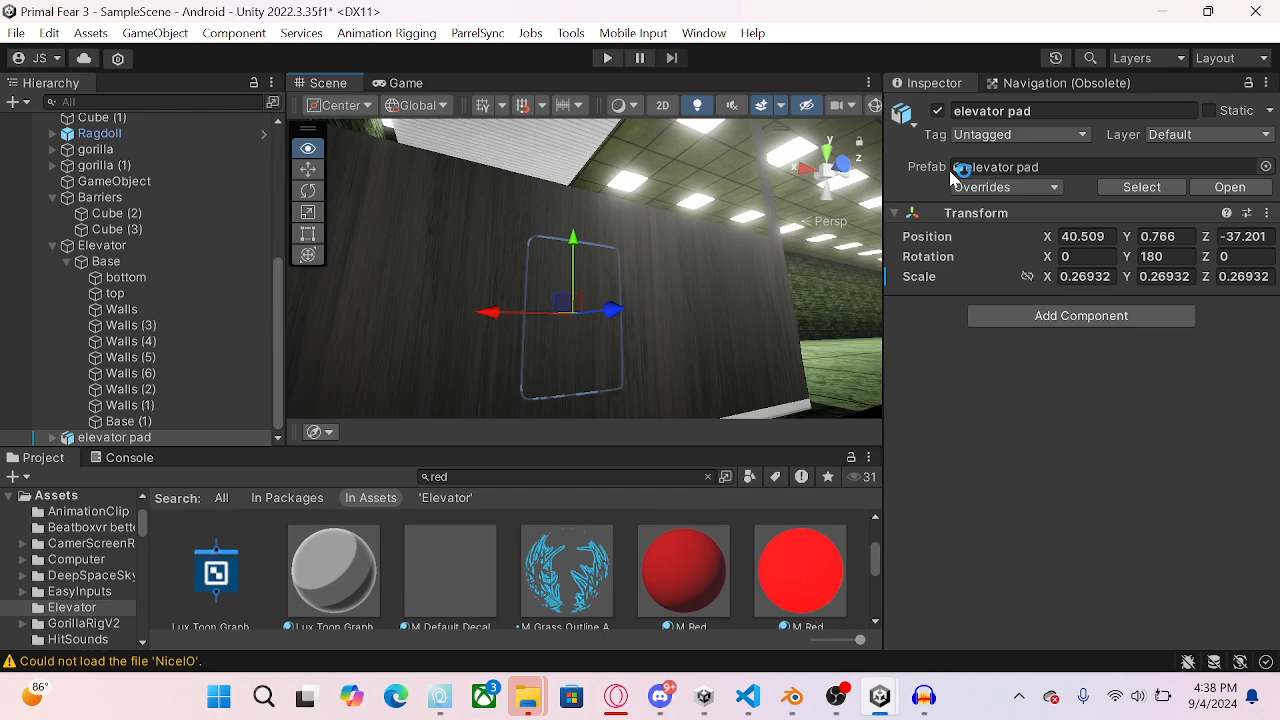 Primal Fear 3 - SampleScene - Android - Unity 2022.3.35f1* <DX11>
File Edit Assets GameObject Component Services Animation Rigging ParrelSync Jobs Tools Mobile Input Window Help
JS Layers Layout
Hierarchy
All
Cube (1)
Ragdoll
gorilla
gorilla (1)
GameObject
Barriers
Cube (2)
Cube (3)
Elevator
Base
bottom
top
Walls
Walls (3)
Walls (4)
Walls (5)
Walls (6)
Walls (2)
Walls (1)
Base (1)
elevator pad
Scene Game
Center Global 2D
y
x z
Persp
Inspector Navigation (Obsolete)
elevator pad Static
Tag Untagged Layer Default
Prefab elevator pad
Overrides Select Open
Transform
Position X 40.509 Y 0.766 Z -37.201
Rotation X 0 Y 180 Z 0
Scale X 0.26932 Y 0.26932 Z 0.26932
Add Component
Project Console
red 31
Search: All In Packages In Assets 'Elevator'
Assets
AnimationClip
Beatboxvr bett
CamerScreenR
Computer
DeepSpaceSky
EasyInputs
Elevator
GorillaRigV2
HitSounds
Lux Toon Graph Lux Toon Graph M Default Decal M Grass Outline A M Red M Red
Could not load the file 'NiceIO'.
86° 3 9+ 4:38 PM
9/4/2024